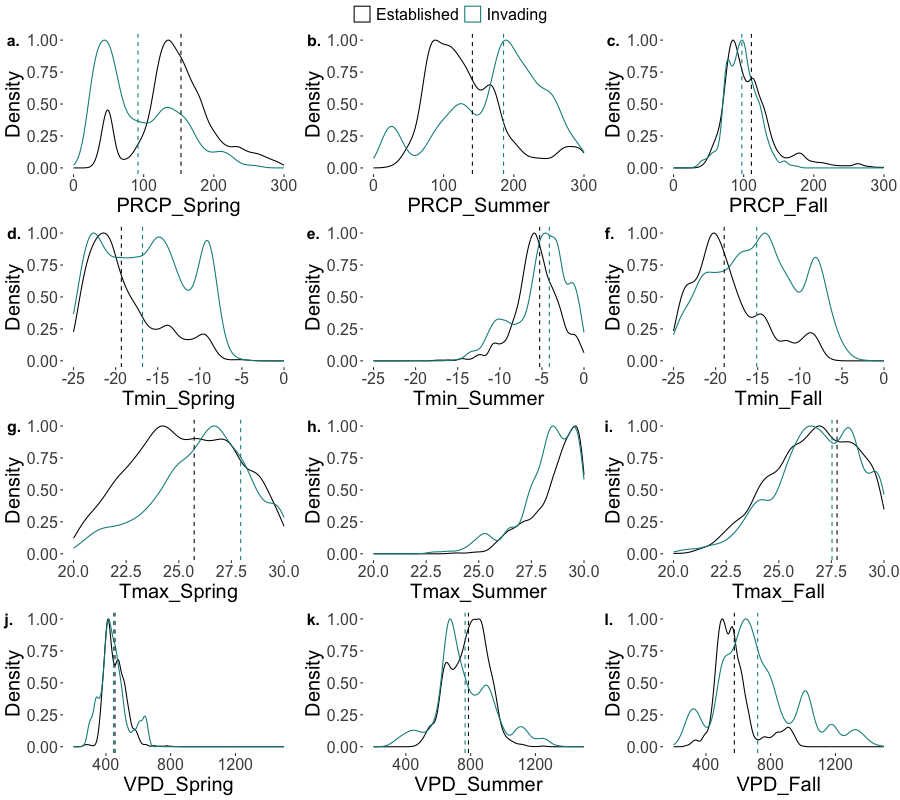 Established Invading
a. b. c.
1.00 1.00 1.00
0.75 0.75 0.75
0.50 0.50 0.50
0.25 0.25 0.25
0.00 0.00 0.00
Density Density Density
0 100 200 300 0 100 200 300 0 100 200 300
PRCP_Spring PRCP_Summer PRCP_Fall
d. e. f.
1.00 1.00 1.00
0.75 0.75 0.75
0.50 0.50 0.50
0.25 0.25 0.25
0.00 0.00 0.00
Density Density Density
-25 -20 -15 -10 -5 0 -25 -20 -15 -10 -5 0 -25 -20 -15 -10 -5 0
Tmin_Spring Tmin_Summer Tmin_Fall
g. h. i.
1.00 1.00 1.00
0.75 0.75 0.75
0.50 0.50 0.50
0.25 0.25 0.25
0.00 0.00 0.00
Density Density Density
20.0 22.5 25.0 27.5 30.0 20.0 22.5 25.0 27.5 30.0 20.0 22.5 25.0 27.5 30.0
Tmax_Spring Tmax_Summer Tmax_Fall
j. k. l.
1.00 1.00 1.00
0.75 0.75 0.75
0.50 0.50 0.50
0.25 0.25 0.25
0.00 0.00 0.00
Density Density Density
400 800 1200 400 800 1200 400 800 1200
VPD_Spring VPD_Summer VPD_Fall